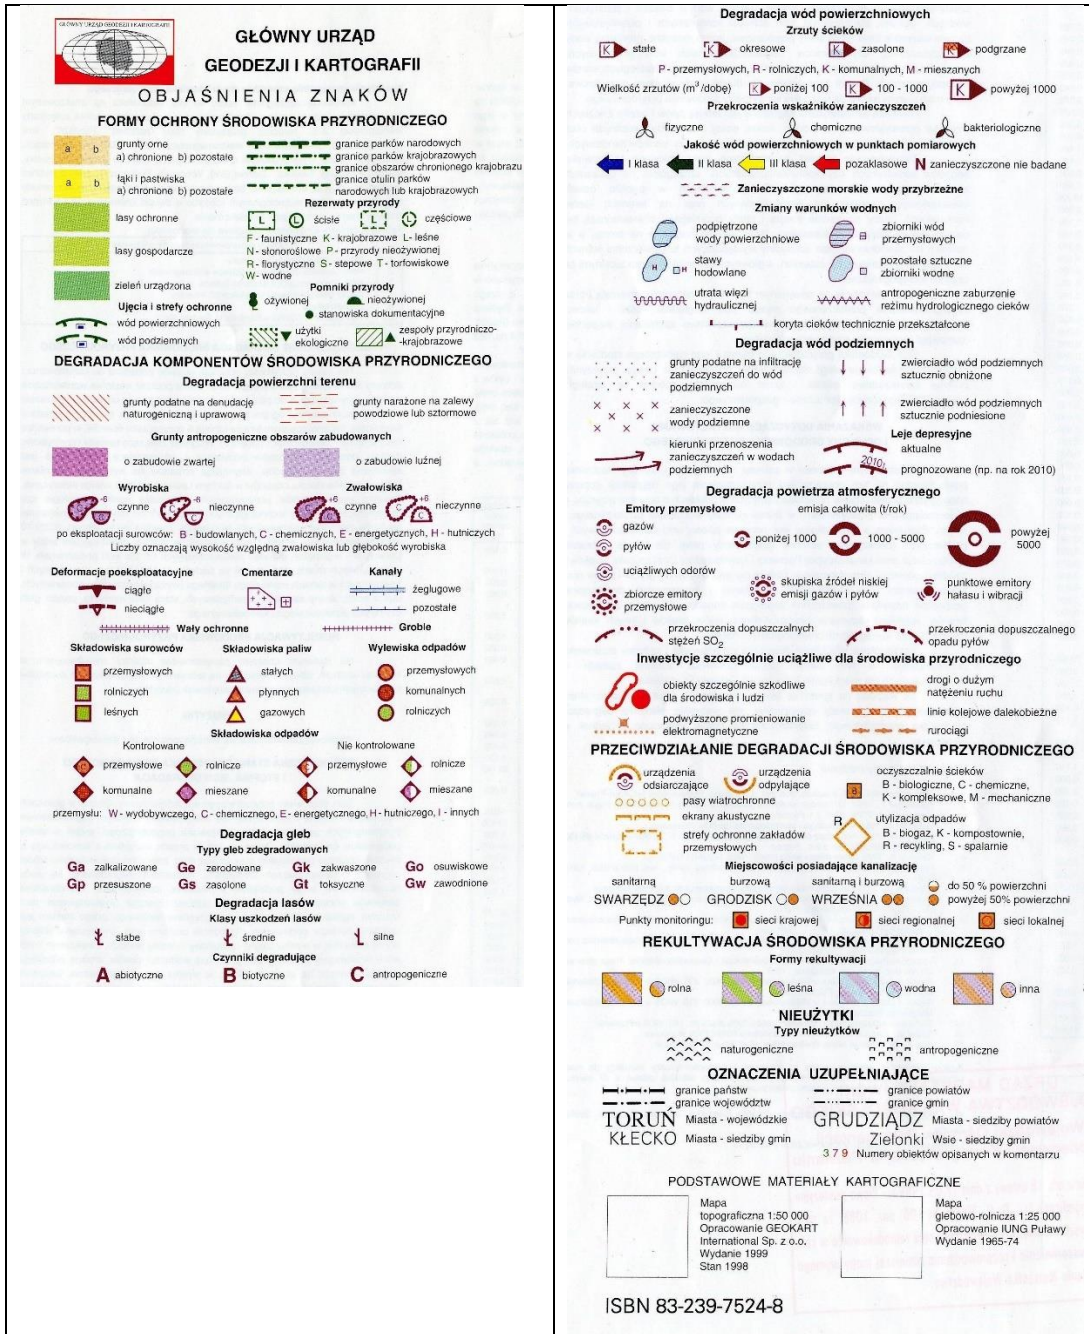 GŁÓWNY URZĄD GEODEZJI I KARTOGRAFII
GŁÓWNY URZĄD
GEODEZJI I KARTOGRAFII
OBJAŚNIENIA ZNAKÓW
FORMY OCHRONY ŚRODOWISKA PRZYRODNICZEGO
a b grunty orne
a) chronione b) pozostałe
a b łąki i pastwiska
a) chronione b) pozostałe
lasy ochronne
lasy gospodarcze
zieleń urządzona
Ujęcia i strefy ochronne
wód powierzchniowych
wód podziemnych
granice parków narodowych
granice parków krajobrazowych
granice obszarów chronionego krajobrazu
granice otulin parków
narodowych lub krajobrazowych
Rezerwaty przyrody
L L ścisłe L L częściowe
F - faunistyczne K - krajobrazowe L - leśne
N - słonoroślowe P - przyrody nieożywionej
R - florystyczne S - stepowe T - torfowiskowe
W - wodne
Pomniki przyrody
ożywionej nieożywionej
stanowiska dokumentacyjne
użytki
ekologiczne
zespoły przyrodniczo-
-krajobrazowe
DEGRADACJA KOMPONENTÓW ŚRODOWISKA PRZYRODNICZEGO
Degradacja powierzchni terenu
grunty podatne na denudację
naturogeniczną i uprawową
grunty narażone na zalewy
powodziowe lub sztormowe
Grunty antropogeniczne obszarów zabudowanych
o zabudowie zwartej o zabudowie luźnej
Wyrobiska Zwałowiska
-6 C czynne -6 C nieczynne +6 C czynne +6 C nieczynne
po eksploatacji surowców: B - budowlanych, C - chemicznych, E - energetycznych, H - hutniczych
Liczby oznaczają wysokość względną zwałowiska lub głębokość wyrobiska
Deformacje poeksploatacyjne Cmentarze Kanały
ciągłe żeglugowe
nieciągłe pozostałe
Wały ochronne Groble
Składowiska surowców Składowiska paliw Wylewiska odpadów
przemysłowych stałych przemysłowych
rolniczych płynnych komunalnych
leśnych gazowych rolniczych
Składowiska odpadów
Kontrolowane Nie kontrolowane
C przemysłowe rolnicze C przemysłowe rolnicze
komunalne mieszane komunalne mieszane
przemysłu: W - wydobywczego, C - chemicznego, E - energetycznego, H - hutniczego, I - innych
Degradacja gleb
Typy gleb zdegradowanych
Ga zalkalizowane Ge zerodowane Gk zakwaszone Go osuwiskowe
Gp przesuszone Gs zasolone Gt toksyczne Gw zawodnione
Degradacja lasów
Klasy uszkodzeń lasów
słabe średnie silne
Czynniki degradujące
A abiotyczne B biotyczne C antropogeniczne
Degradacja wód powierzchniowych
Zrzuty ścieków
K stałe K okresowe K zasolone K podgrzane
P - przemysłowych, R - rolniczych, K - komunalnych, M - mieszanych
Wielkość zrzutów (m³/dobę) K poniżej 100 K 100 - 1000 K powyżej 1000
Przekroczenia wskaźników zanieczyszczeń
fizyczne chemiczne bakteriologiczne
Jakość wód powierzchniowych w punktach pomiarowych
I klasa II klasa III klasa pozaklasowe N zanieczyszczone nie badane
Zanieczyszczone morskie wody przybrzeżne
Zmiany warunków wodnych
podpiętrzone
wody powierzchniowe
zbiorniki wód
przemysłowych
H H stawy
hodowlane
pozostałe sztuczne
zbiorniki wodne
utrata więzi
hydraulicznej
antropogeniczne zaburzenie
reżimu hydrologicznego cieków
koryta cieków technicznie przekształcone
Degradacja wód podziemnych
grunty podatne na infiltrację
zanieczyszczeń do wód
podziemnych
zwierciadło wód podziemnych
sztucznie obniżone
zanieczyszczone
wody podziemne
zwierciadło wód podziemnych
sztucznie podniesione
kierunki przenoszenia
zanieczyszczeń w wodach
podziemnych
Leje depresyjne
aktualne
2010r. prognozowane (np. na rok 2010)
Degradacja powietrza atmosferycznego
Emitory przemysłowe emisja całkowita (t/rok)
gazów
pyłów
poniżej 1000 1000 - 5000 powyżej
5000
uciążliwych odorów
zbiorcze emitory
przemysłowe
skupiska źródeł niskiej
emisji gazów i pyłów
punktowe emitory
hałasu i wibracji
przekroczenia dopuszczalnych
stężeń SO₂
przekroczenia dopuszczalnego
opadu pyłów
Inwestycje szczególnie uciążliwe dla środowiska przyrodniczego
obiekty szczególnie szkodliwe
dla środowiska i ludzi
podwyższone promieniowanie
elektromagnetyczne
drogi o dużym
natężeniu ruchu
linie kolejowe dalekobieżne
rurociągi
PRZECIWDZIAŁANIE DEGRADACJI ŚRODOWISKA PRZYRODNICZEGO
urządzenia
odsiarczające
urządzenia
odpylające
pasy wiatrochronne
ekrany akustyczne
strefy ochronne zakładów
przemysłowych
oczyszczalnie ścieków
B B - biologiczne, C - chemiczne,
K - kompleksowe, M - mechaniczne
R utylizacja odpadów
B - biogaz, K - kompostownie,
R - recykling, S - spalarnie
Miejscowości posiadające kanalizację
sanitarną burzową sanitarną i burzową
SWARZĘDZ GRODZISK WRZEŚNIA
do 50 % powierzchni
powyżej 50% powierzchni
Punkty monitoringu: sieci krajowej sieci regionalnej sieci lokalnej
REKULTYWACJA ŚRODOWISKA PRZYRODNICZEGO
Formy rekultywacji
rolna leśna wodna inna
NIEUŻYTKI
Typy nieużytków
naturogeniczne antropogeniczne
OZNACZENIA UZUPEŁNIAJĄCE
granice państw granice powiatów
granice województw granice gmin
TORUŃ Miasta - wojewódzkie GRUDZIĄDZ Miasta - siedziby powiatów
KŁECKO Miasta - siedziby gmin Zielonki Wsie - siedziby gmin
3 7 9 Numery obiektów opisanych w komentarzu
PODSTAWOWE MATERIAŁY KARTOGRAFICZNE
Mapa
topograficzna 1:50 000
Opracowanie GEOKART
International Sp. z o.o.
Wydanie 1999
Stan 1998
Mapa
glebowo-rolnicza 1:25 000
Opracowanie IUNG Puławy
Wydanie 1965-74
ISBN 83-239-7524-8